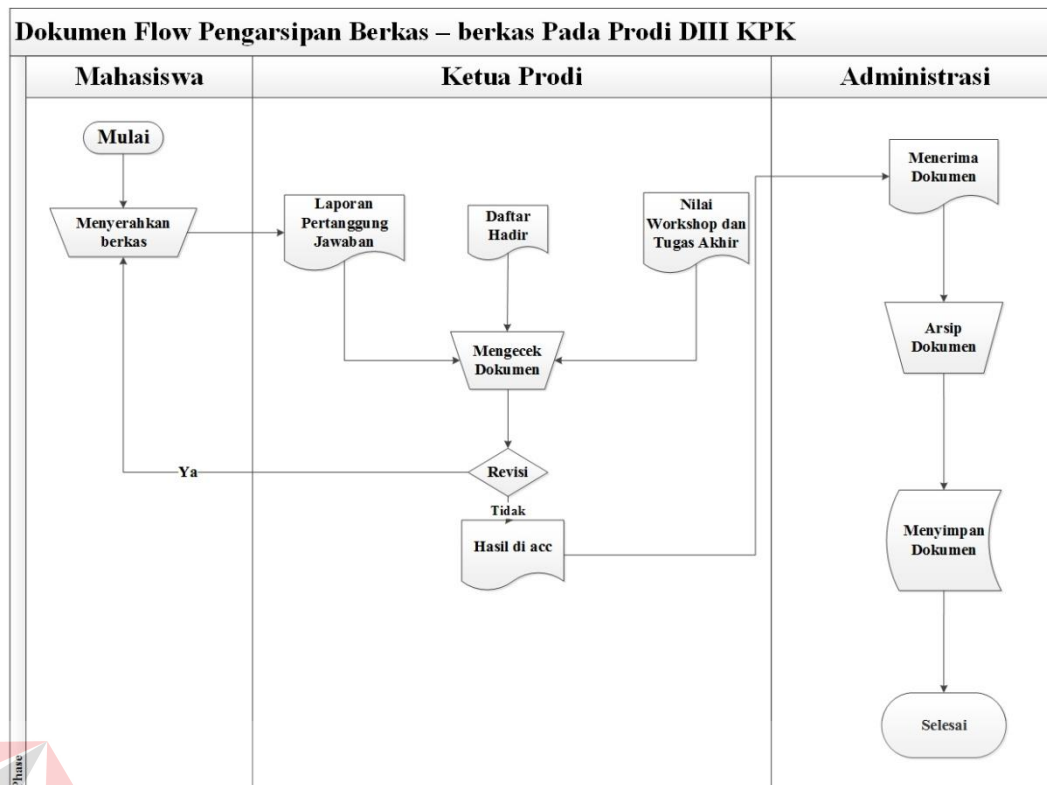 Dokumen Flow Pengarsipan Berkas – berkas Pada Prodi DIII KPK
Mahasiswa
Ketua Prodi
Administrasi
Mulai
Menyerahkan
berkas
Laporan
Pertanggung
Jawaban
Daftar
Hadir
Nilai
Workshop dan
Tugas Akhir
Menerima
Dokumen
Mengecek
Dokumen
Arsip
Dokumen
Ya
Revisi
Tidak
Hasil di acc
Menyimpan
Dokumen
Selesai
Phase